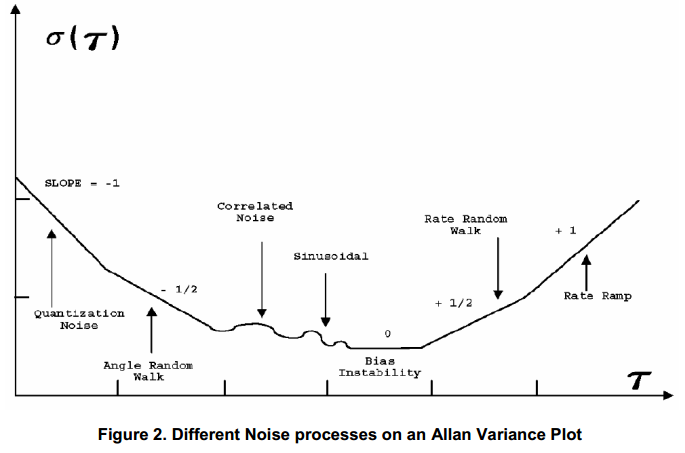 σ(τ)
SLOPE = -1
Correlated
Noise
Rate Random
Walk
+ 1
Sinusoidal
- 1/2
+ 1/2
Rate Ramp
Quantization
Noise
0
Angle Random
Walk
Bias
Instability
τ
Figure 2. Different Noise processes on an Allan Variance Plot